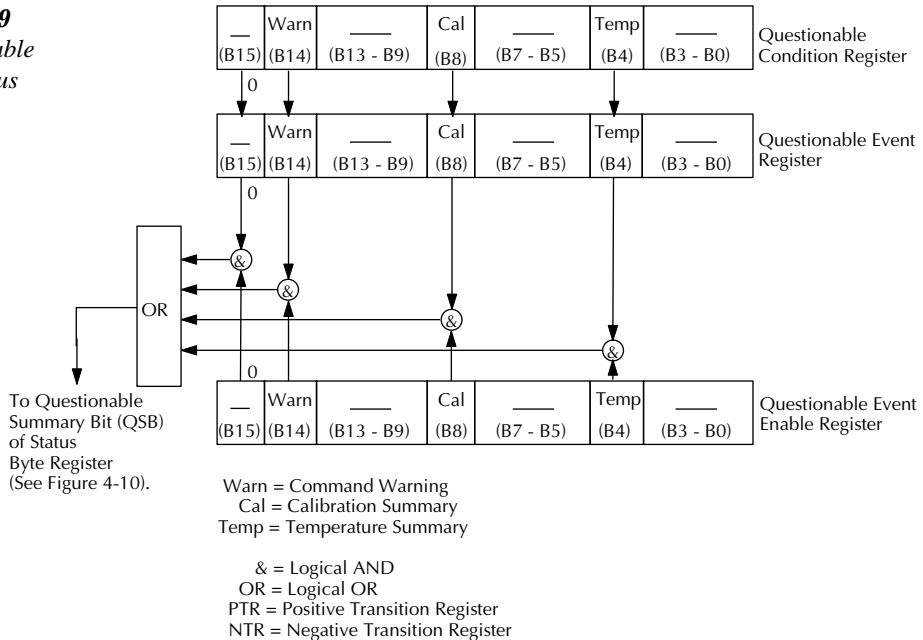 9
able
us
Warn Cal Temp
(B15) (B14) (B13 - B9) (B8) (B7 - B5) (B4) (B3 - B0)
Questionable
Condition Register
0
Warn Cal Temp
(B15) (B14) (B13 - B9) (B8) (B7 - B5) (B4) (B3 - B0)
Questionable Event
Register
0
&
&
OR
&
&
0
To Questionable
Summary Bit (QSB)
of Status
Byte Register
(See Figure 4-10).
Warn Cal Temp
(B15) (B14) (B13 - B9) (B8) (B7 - B5) (B4) (B3 - B0)
Questionable Event
Enable Register
Warn = Command Warning
Cal = Calibration Summary
Temp = Temperature Summary
& = Logical AND
OR = Logical OR
PTR = Positive Transition Register
NTR = Negative Transition Register